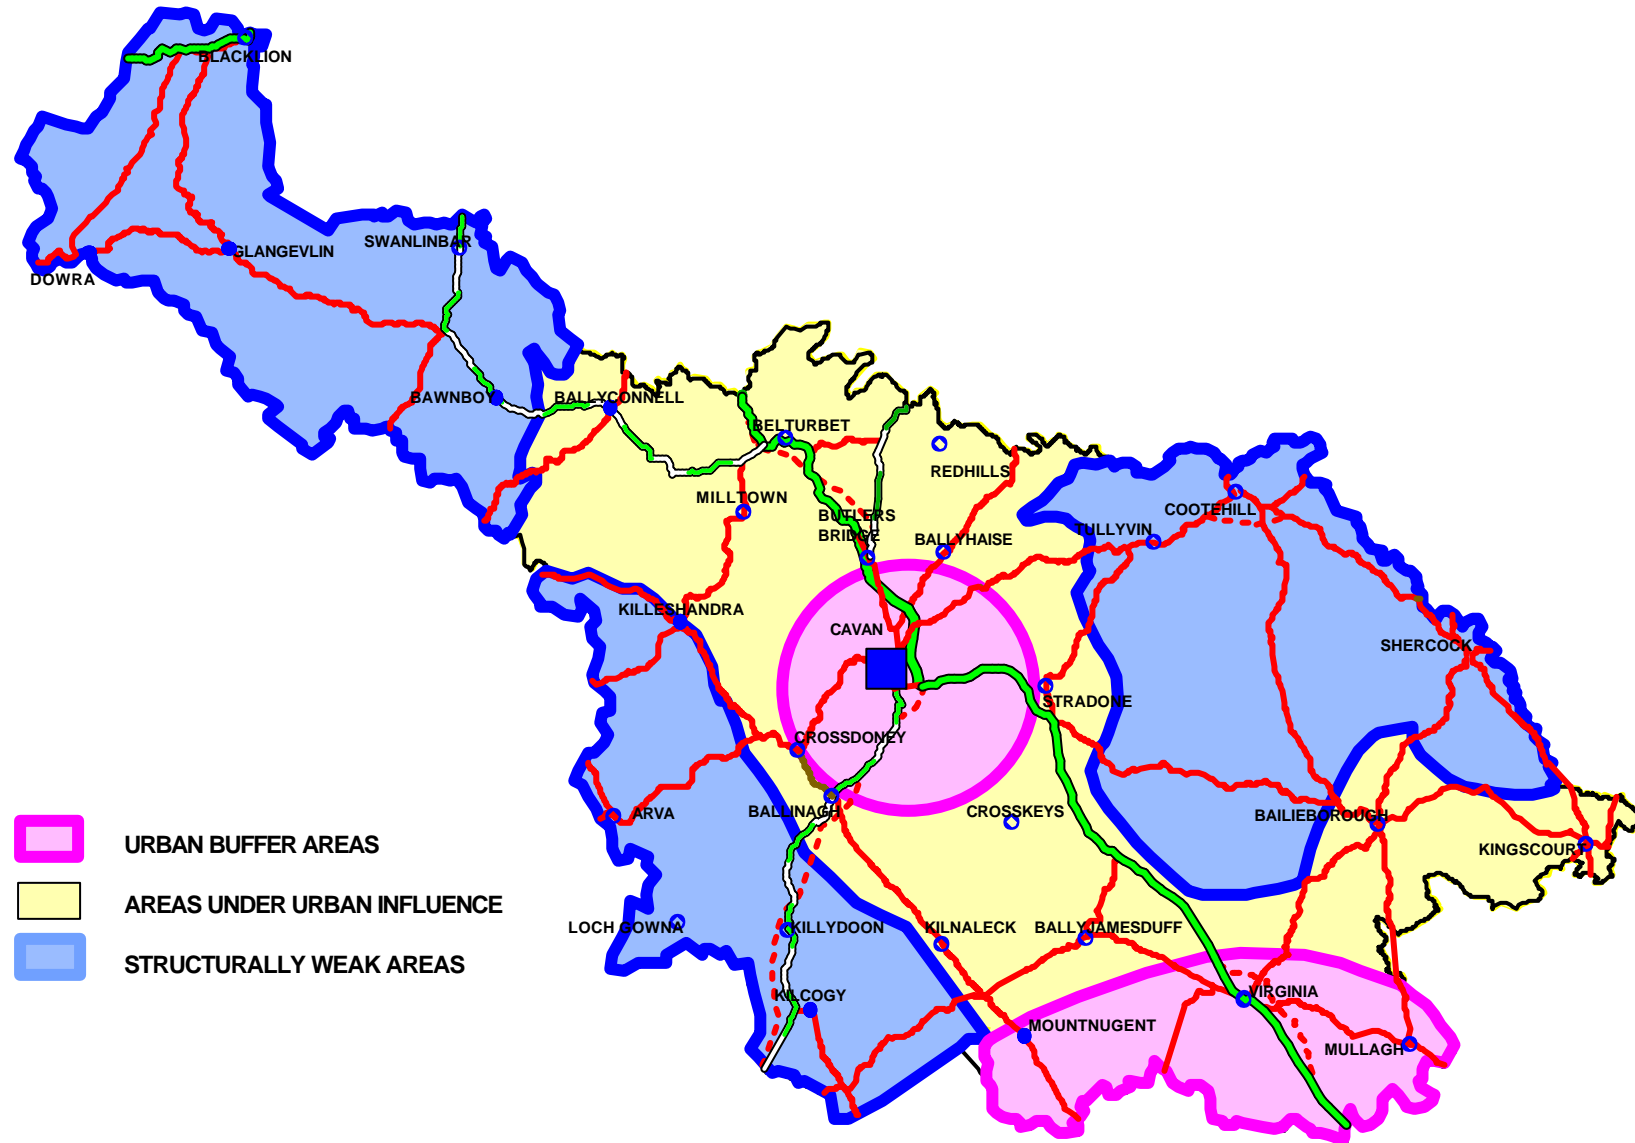 BLACKLION
SWANLINBAR
GLANGEVLIN
DOWRA
BAWNBOY
BALLYCONNELL
BELTURBET
REDHILLS
MILLTOWN
BUTLERS
BRIDGE
BALLYHAISE
TULLYVIN
COOTEHILL
KILLESHANDRA
CAVAN
SHERCOCK
STRADONE
CROSSDONEY
ARVA
BALLINAGH
CROSSKEYS
BAILIEBOROUGH
KINGSCOURT
URBAN BUFFER AREAS
AREAS UNDER URBAN INFLUENCE
STRUCTURALLY WEAK AREAS
LOCH GOWNA
KILLYDOON
KILNALECK
BALLYJAMESDUFF
KILCOGY
VIRGINIA
MOUNTNUGENT
MULLAGH